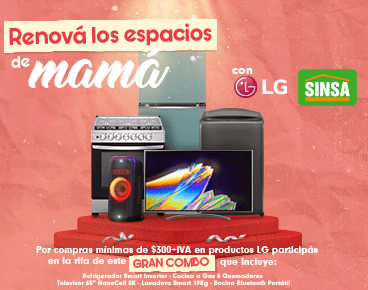 Renová los espacios
de mamá
con
LG
SINSA
Por compras mínimas de $300+IVA en productos LG participás
en la rifa de este GRAN COMBO que incluye:
Refrigerador Smart Inverter - Cocina a Gas 6 Quemadores
Televisor 65" NanoCell 8K - Lavadora Smart 19Kg - Bocina Bluetooth Portátil